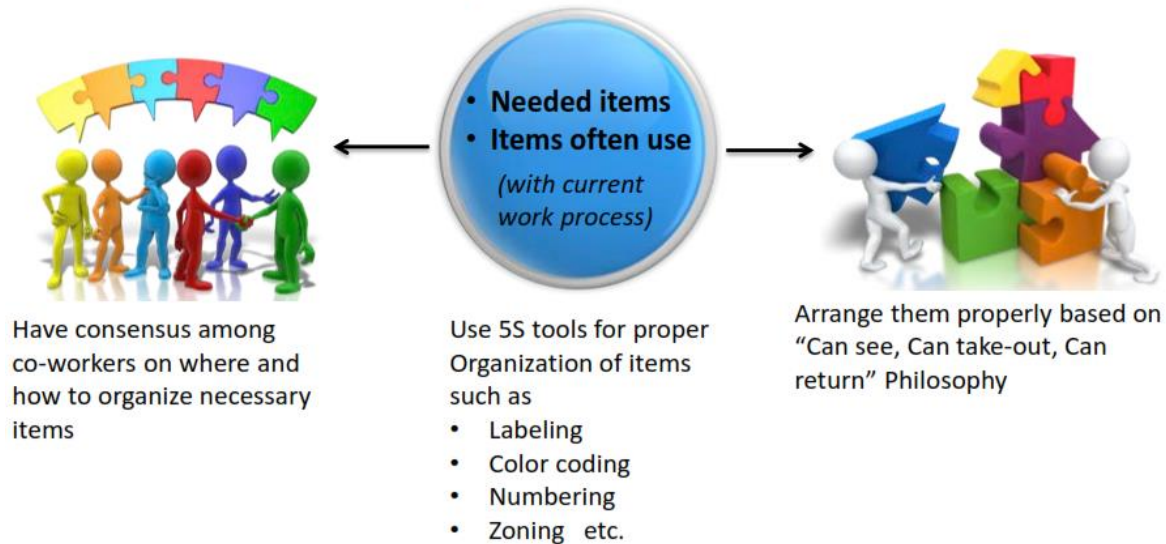 • Needed items
• Items often use
(with current
work process)
Have consensus among
co-workers on where and
how to organize necessary
items
Use 5S tools for proper
Organization of items
such as
• Labeling
• Color coding
• Numbering
• Zoning etc.
Arrange them properly based on
“Can see, Can take-out, Can
return” Philosophy